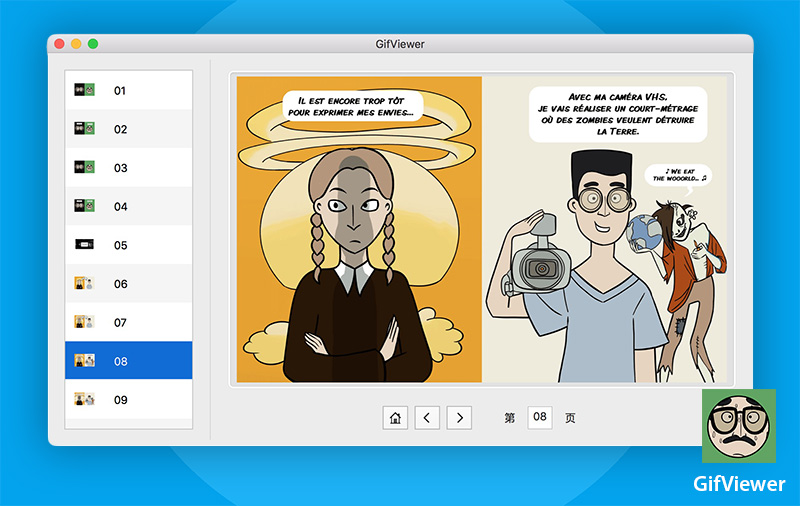 GifViewer
01
02
03
04
05
06
07
08
09
Il est encore trop tôt
pour exprimer mes envies...
Avec ma caméra VHS,
je vais réaliser un court-métrage
où des zombies veulent détruire
la Terre.
♪ We eat
the wooorld... ♫
第 08 页
GifViewer